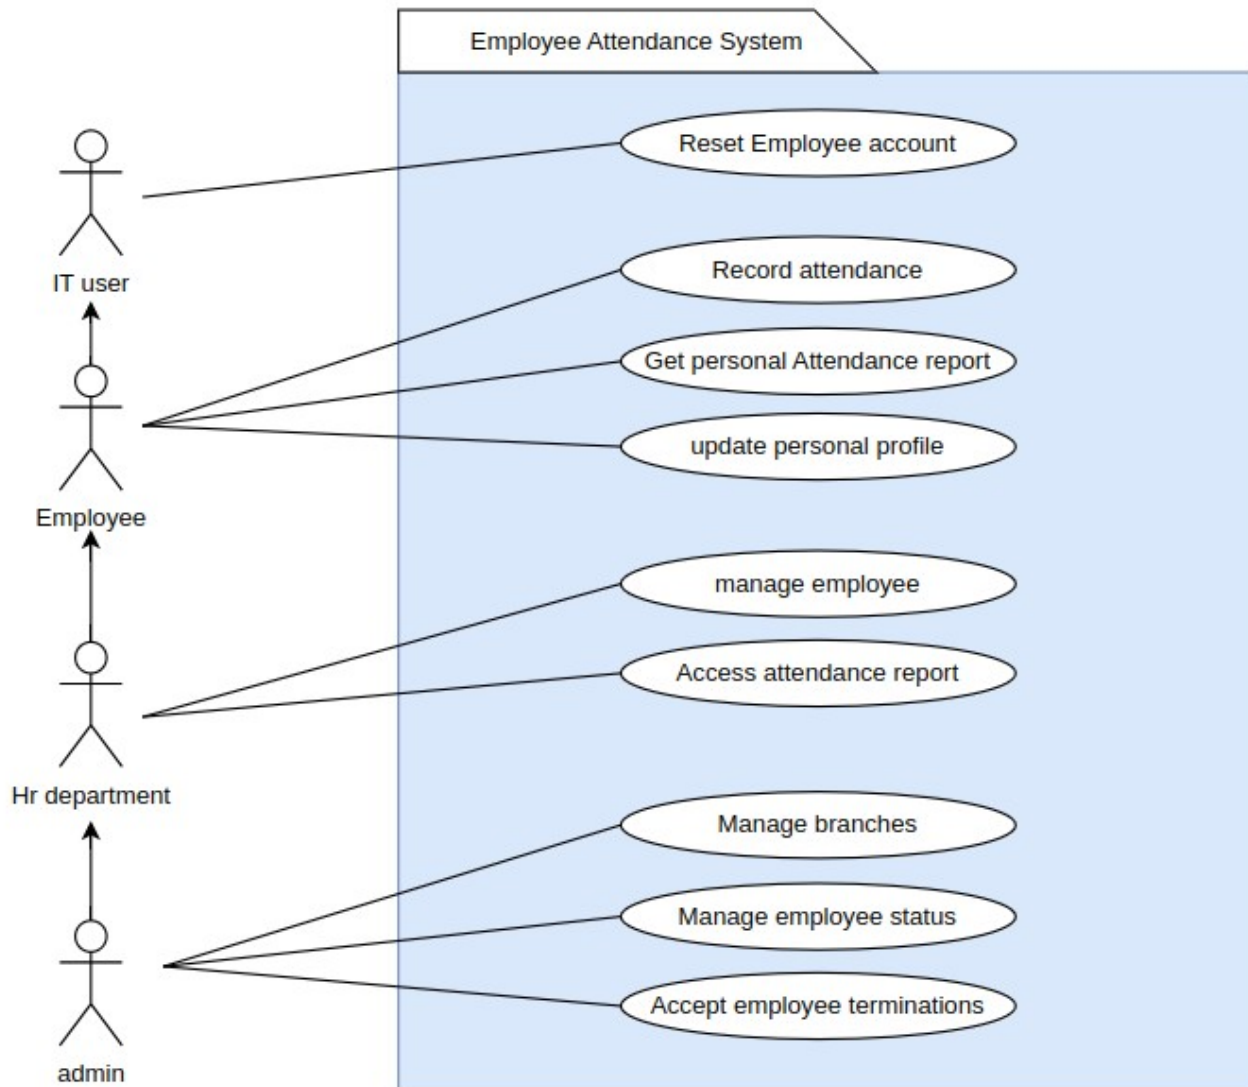 Employee Attendance System
Reset Employee account
IT user
Record attendance
Get personal Attendance report
update personal profile
Employee
manage employee
Access attendance report
Hr department
Manage branches
Manage employee status
Accept employee terminations
admin